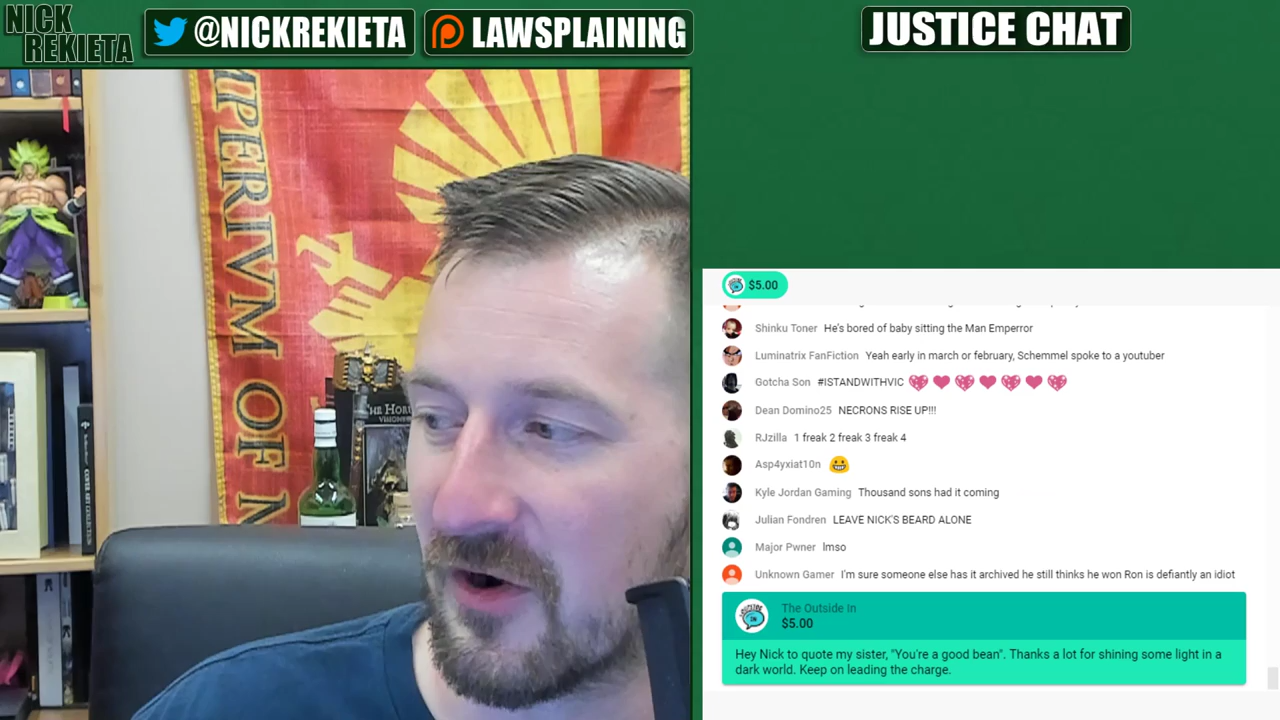 NICK
REKIETA
@NICKREKIETA
LAWSPLAINING
JUSTICE CHAT
IMPERIVM OF M
THE HOR
$5.00
Shinku Toner He's bored of baby sitting the Man Emperror
Luminatrix FanFiction Yeah early in march or february, Schemmel spoke to a youtuber
Gotcha Son #ISTANDWITHVIC
Dean Domino25 NECRONS RISE UP!!!
RJzilla 1 freak 2 freak 3 freak 4
Asp4yxiat10n
Kyle Jordan Gaming Thousand sons had it coming
Julian Fondren LEAVE NICK'S BEARD ALONE
Major Pwner lmso
Unknown Gamer I'm sure someone else has it archived he still thinks he won Ron is defiantly an idiot
The Outside In
$5.00
Hey Nick to quote my sister, "You're a good bean". Thanks a lot for shining some light in a
dark world. Keep on leading the charge.